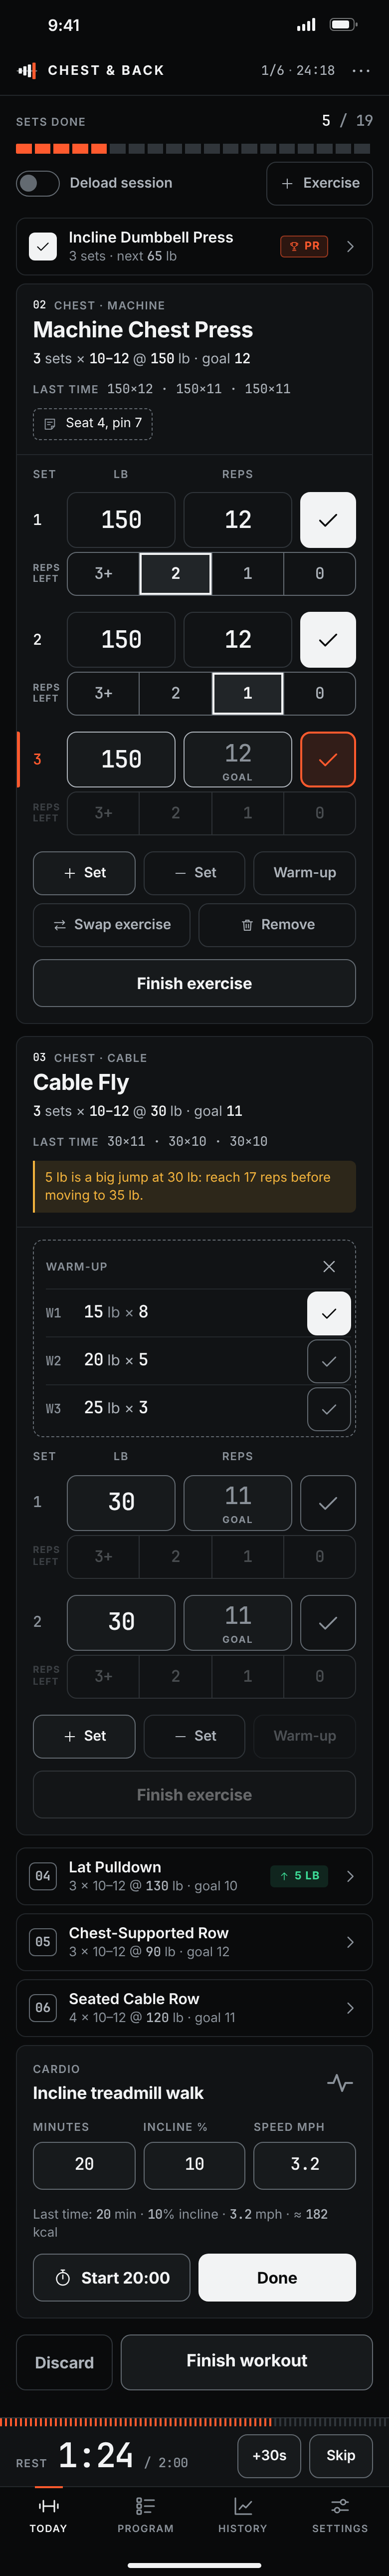 9:41
CHEST & BACK 1/6 · 24:18 ···
SETS DONE 5 / 19
Deload session + Exercise
Incline Dumbbell Press
3 sets · next 65 lb PR
02 CHEST · MACHINE
Machine Chest Press
3 sets × 10–12 @ 150 lb · goal 12
LAST TIME 150×12 · 150×11 · 150×11
Seat 4, pin 7
SET LB REPS
1 150 12
REPS LEFT 3+ 2 1 0
2 150 12
REPS LEFT 3+ 2 1 0
3 150 12 GOAL
REPS LEFT 3+ 2 1 0
+ Set − Set Warm-up
Swap exercise Remove
Finish exercise
03 CHEST · CABLE
Cable Fly
3 sets × 10–12 @ 30 lb · goal 11
LAST TIME 30×11 · 30×10 · 30×10
5 lb is a big jump at 30 lb: reach 17 reps before
moving to 35 lb.
WARM-UP
W1 15 lb × 8
W2 20 lb × 5
W3 25 lb × 3
SET LB REPS
1 30 11 GOAL
REPS LEFT 3+ 2 1 0
2 30 11 GOAL
REPS LEFT 3+ 2 1 0
+ Set − Set Warm-up
Finish exercise
04 Lat Pulldown
3 × 10–12 @ 130 lb · goal 10 ↑ 5 LB
05 Chest-Supported Row
3 × 10–12 @ 90 lb · goal 12
06 Seated Cable Row
4 × 10–12 @ 120 lb · goal 11
CARDIO
Incline treadmill walk
MINUTES INCLINE % SPEED MPH
20 10 3.2
Last time: 20 min · 10% incline · 3.2 mph · ≈ 182
kcal
Start 20:00 Done
Discard Finish workout
REST 1:24 / 2:00 +30s Skip
TODAY PROGRAM HISTORY SETTINGS